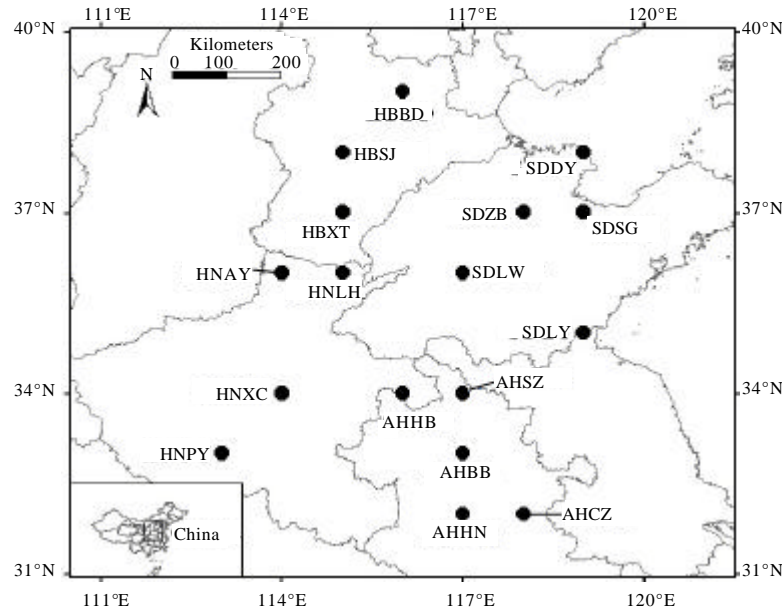 111°E 114°E 117°E 120°E
40°N 40°N
Kilometers
0 100 200
N
HBBD
HBSJ
SDDY
37°N 37°N
HBXT
SDZB
SDSG
HNAY
HNLH
SDLW
SDLY
34°N 34°N
HNXC
AHSZ
AHHB
HNPY
AHBB
China
AHHN
AHCZ
31°N 31°N
111°E 114°E 117°E 120°E